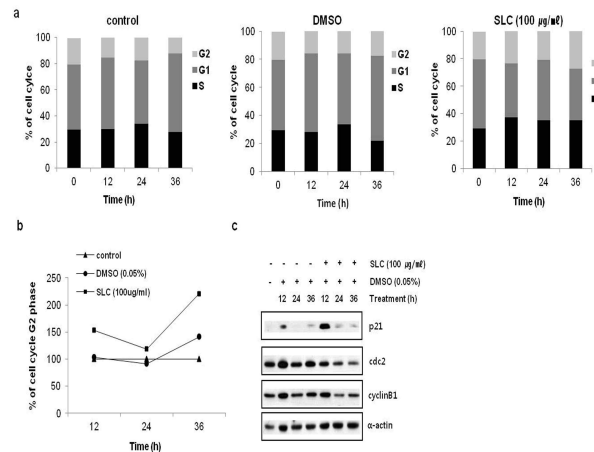 a
control
DMSO
SLC (100 μg/㎖)
% of cell cylce
100
80
60
40
20
0
G2
G1
S
0 12 24 36
Time (h)
% of cell cycle
100
80
60
40
20
0
G2
G1
S
0 12 24 36
Time (h)
% of cell cycle
100
80
60
40
20
0
0 12 24 36
Time (h)
b
control
DMSO (0.05%)
SLC (100ug/ml)
% of cell cycle G2 phase
250
200
150
100
50
0
12 24 36
Time (h)
c
- - - - + + + SLC (100 μg/㎖)
- + + + + + + DMSO (0.05%)
12 24 36 12 24 36 Treatment (h)
p21
cdc2
cyclinB1
α-actin